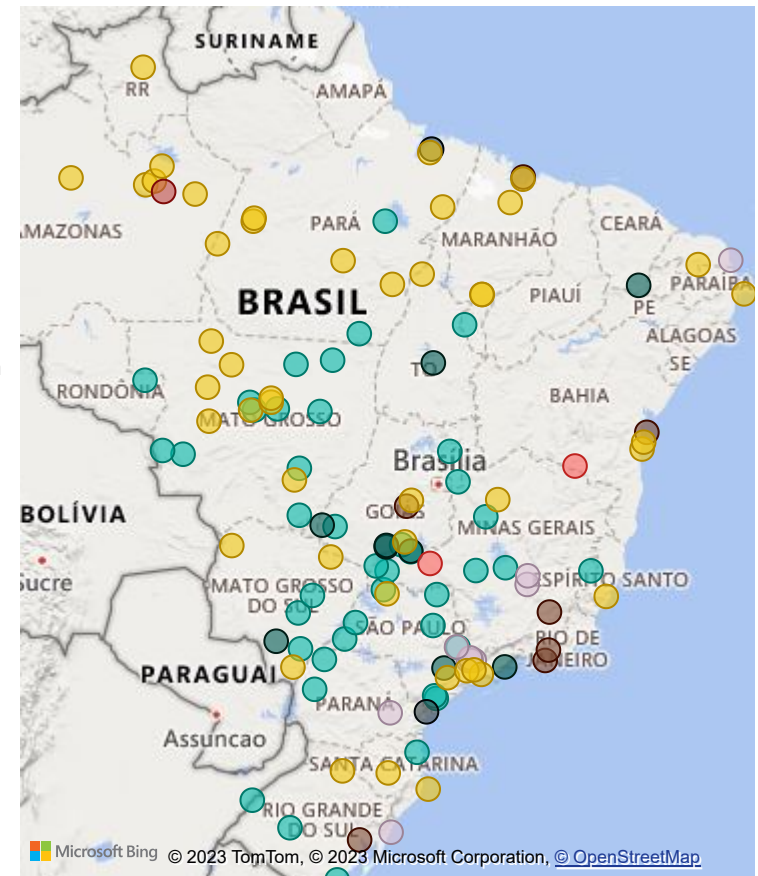 SURINAME
RR
AMAPÁ
AMAZONAS
PARÁ
MARANHÃO
CEARÁ
BRASIL
PIAUÍ
PARAÍBA
PE
ALAGOAS
SE
TO
RONDÔNIA
MATO GROSSO
BAHIA
Brasília
BOLÍVIA
GOIÁS
MINAS GERAIS
Sucre
MATO GROSSO
DO SUL
ESPÍRITO SANTO
SÃO PAULO
RIO DE
JANEIRO
PARAGUAI
PARANÁ
Assuncao
SANTA CATARINA
RIO GRANDE
DO SUL
Microsoft Bing
© 2023 TomTom, © 2023 Microsoft Corporation, © OpenStreetMap